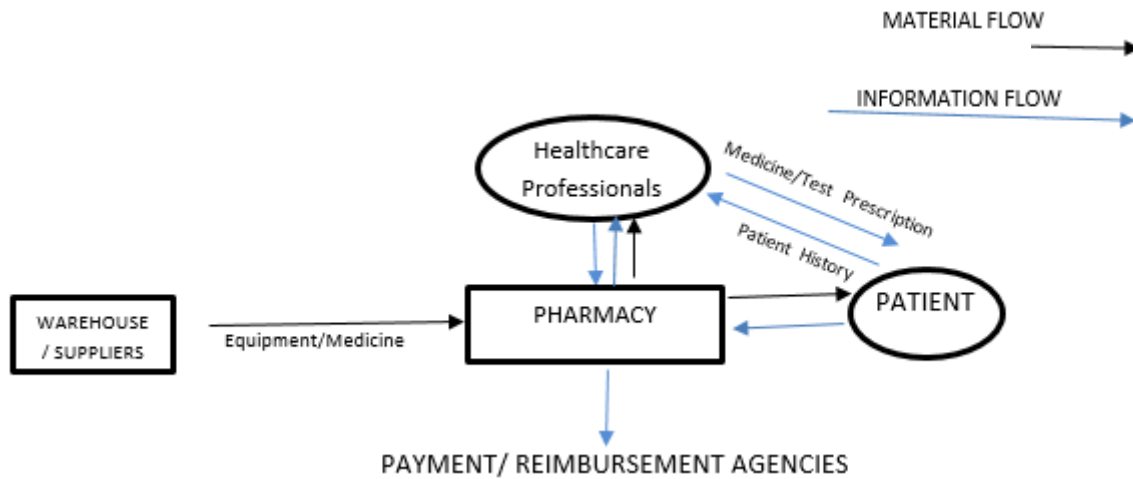 MATERIAL FLOW
INFORMATION FLOW
Healthcare
Professionals
Medicine/Test Prescription
Patient History
PATIENT
PHARMACY
WAREHOUSE
/ SUPPLIERS
Equipment/Medicine
PAYMENT/ REIMBURSEMENT AGENCIES